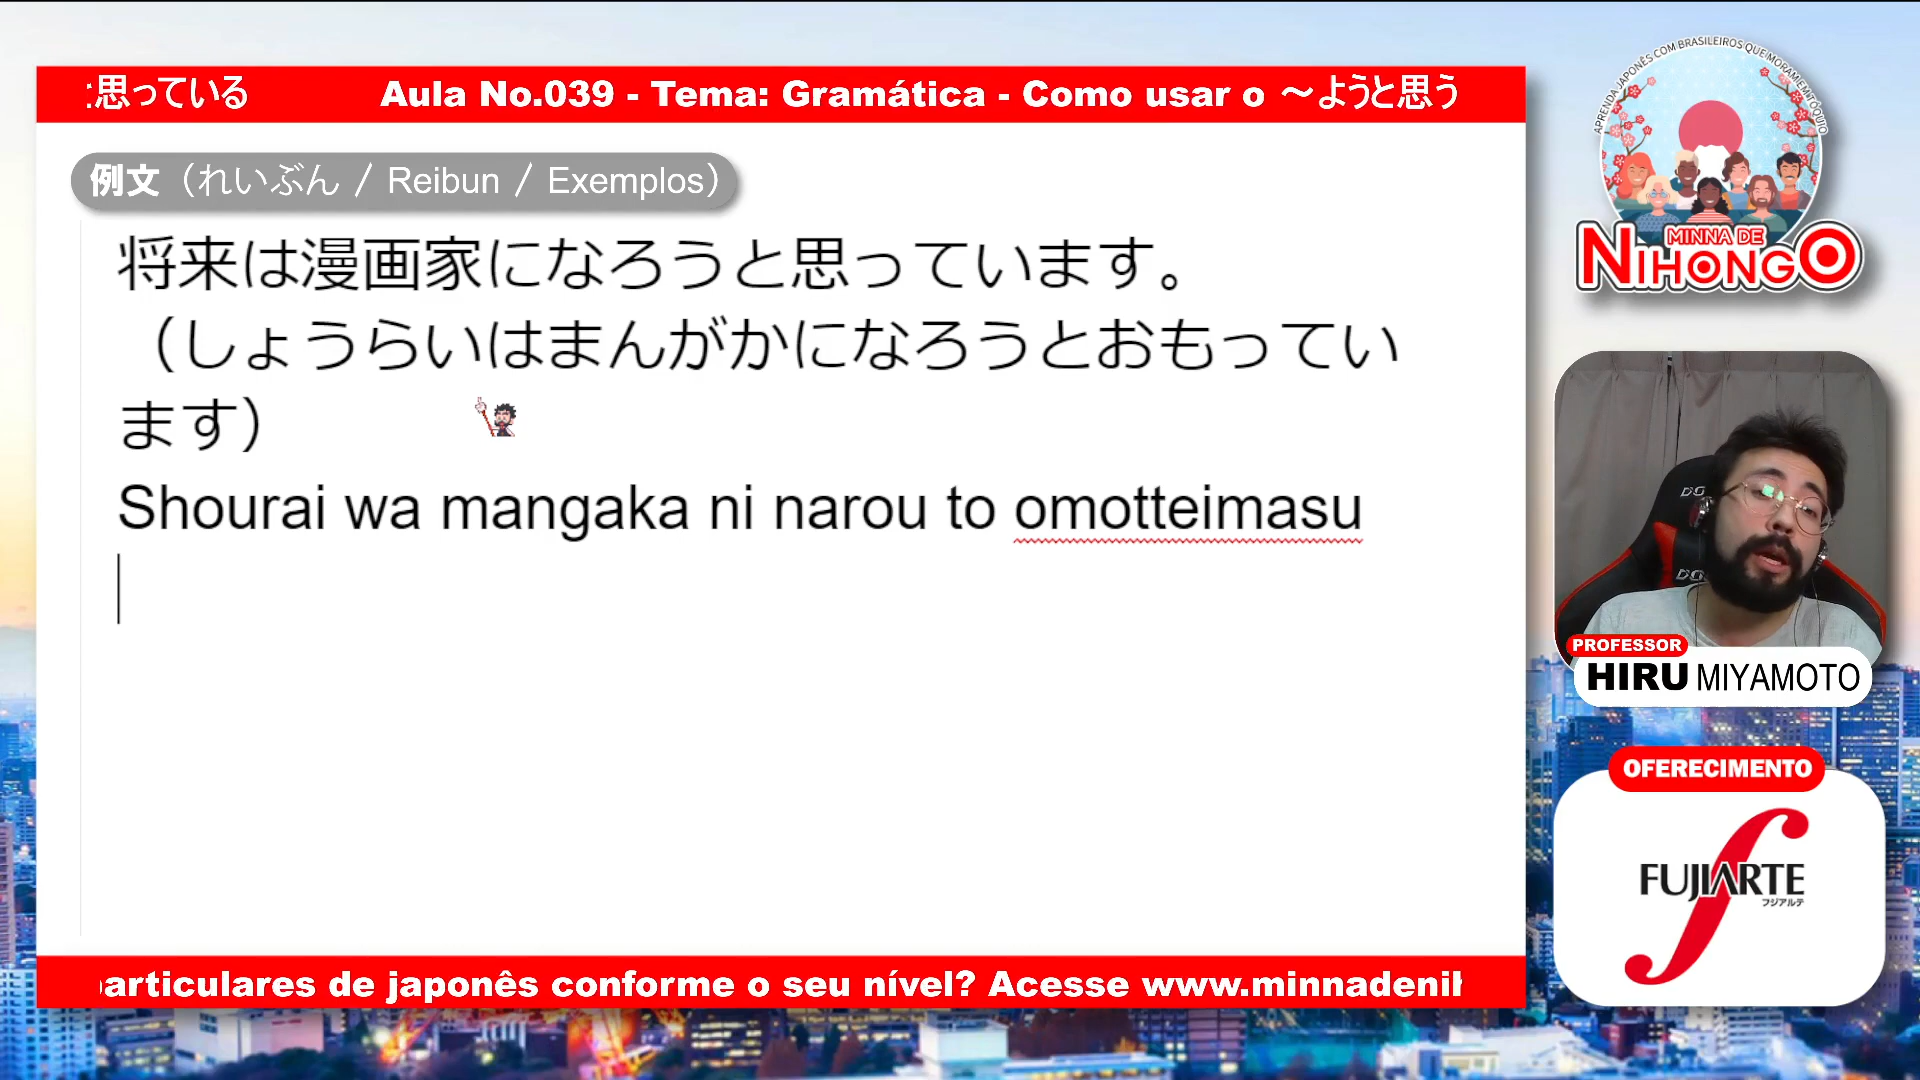 :思っている Aula No.039 - Tema: Gramática - Como usar o ～ようと思う
例文（れいぶん / Reibun / Exemplos）
将来は漫画家になろうと思っています。
（しょうらいはまんがかになろうとおもってい
ます）
Shourai wa mangaka ni narou to omotteimasu
articulares de japonês conforme o seu nível? Acesse www.minnadenih
APRENDA JAPONÊS COM BRASILEIROS QUE MORAM EM TÓQUIO
MINNA DE
NIHONGO
PROFESSOR
HIRU MIYAMOTO
OFERECIMENTO
FUJIARTE
フジアルテ